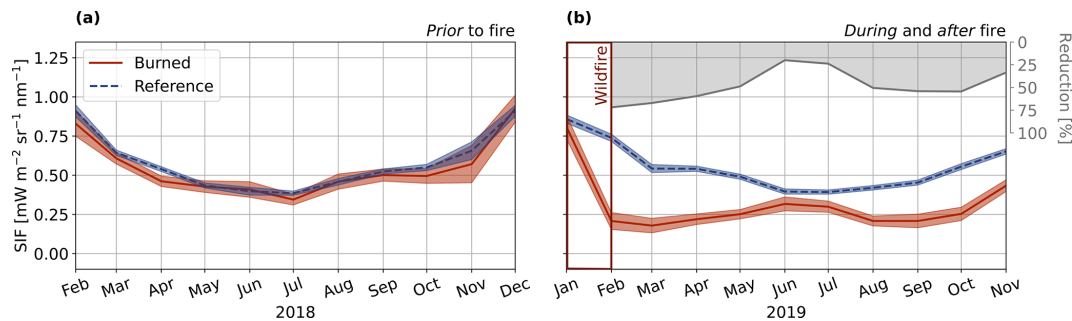 (a)
Prior to fire
Burned
Reference
SIF [mW m⁻² sr⁻¹ nm⁻¹]
1.25
1.00
0.75
0.50
0.25
0.00
Feb Mar Apr May Jun Jul Aug Sep Oct Nov Dec
2018
(b)
During and after fire
Wildfire
Reduction [%]
0
25
50
75
100
Jan Feb Mar Apr May Jun Jul Aug Sep Oct Nov
2019